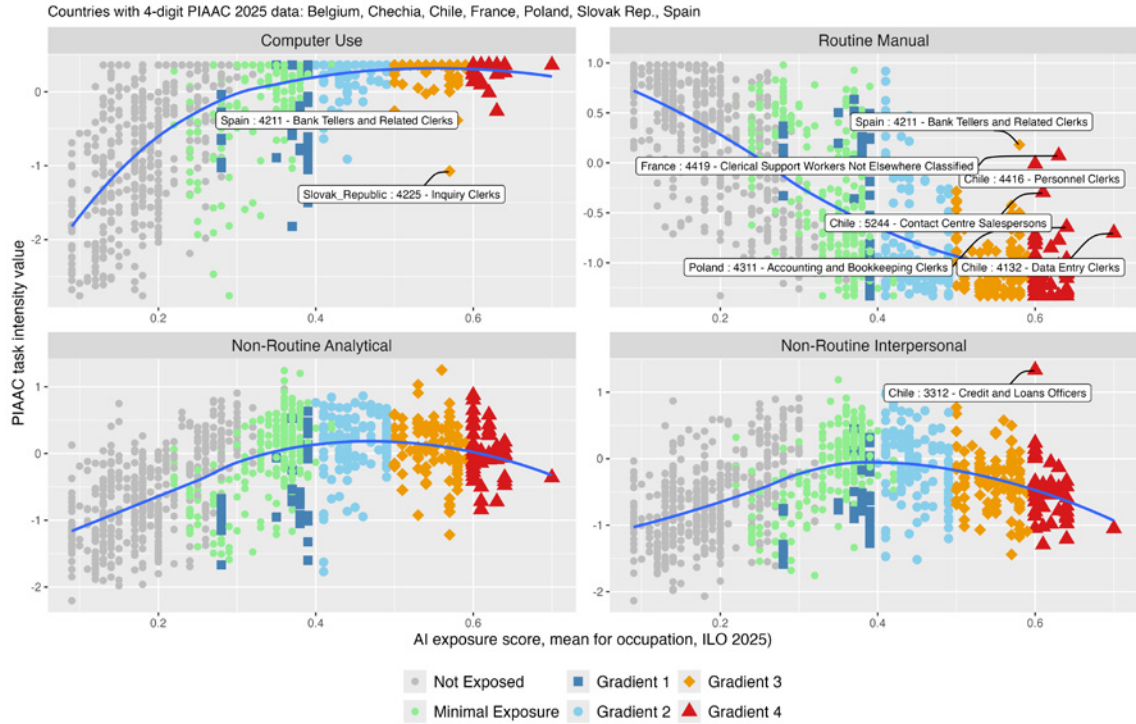 Countries with 4-digit PIAAC 2025 data: Belgium, Chechia, Chile, France, Poland, Slovak Rep., Spain
Computer Use
Routine Manual
0
-1
-2
Spain : 4211 - Bank Tellers and Related Clerks
Slovak_Republic : 4225 - Inquiry Clerks
0.2
0.4
0.6
1.0
0.5
0.0
-0.5
-1.0
Spain : 4211 - Bank Tellers and Related Clerks
France : 4419 - Clerical Support Workers Not Elsewhere Classified
Chile : 4416 - Personnel Clerks
Chile : 5244 - Contact Centre Salespersons
Poland : 4311 - Accounting and Bookkeeping Clerks
Chile : 4132 - Data Entry Clerks
0.2
0.4
0.6
PIAAC task intensity value
Non-Routine Analytical
Non-Routine Interpersonal
1
0
-1
-2
0.2
0.4
0.6
1
0
-1
-2
Chile : 3312 - Credit and Loans Officers
0.2
0.4
0.6
AI exposure score, mean for occupation, ILO 2025)
Not Exposed
Gradient 1
Gradient 3
Minimal Exposure
Gradient 2
Gradient 4